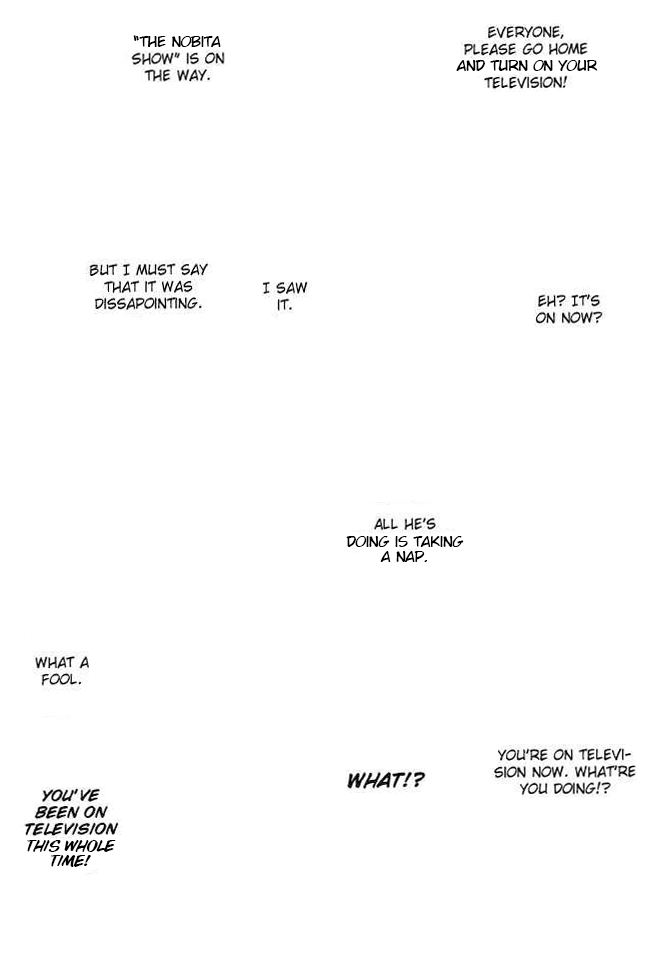 EVERYONE,
PLEASE GO HOME
AND TURN ON YOUR
TELEVISION!
"THE NOBITA
SHOW" IS ON
THE WAY.
EH? IT'S
ON NOW?
I SAW
IT.
BUT I MUST SAY
THAT IT WAS
DISSAPOINTING.
ALL HE'S
DOING IS TAKING
A NAP.
WHAT A
FOOL.
YOU'RE ON TELEVI-
SION NOW. WHAT'RE
YOU DOING!?
WHAT!?
YOU'VE
BEEN ON
TELEVISION
THIS WHOLE
TIME!